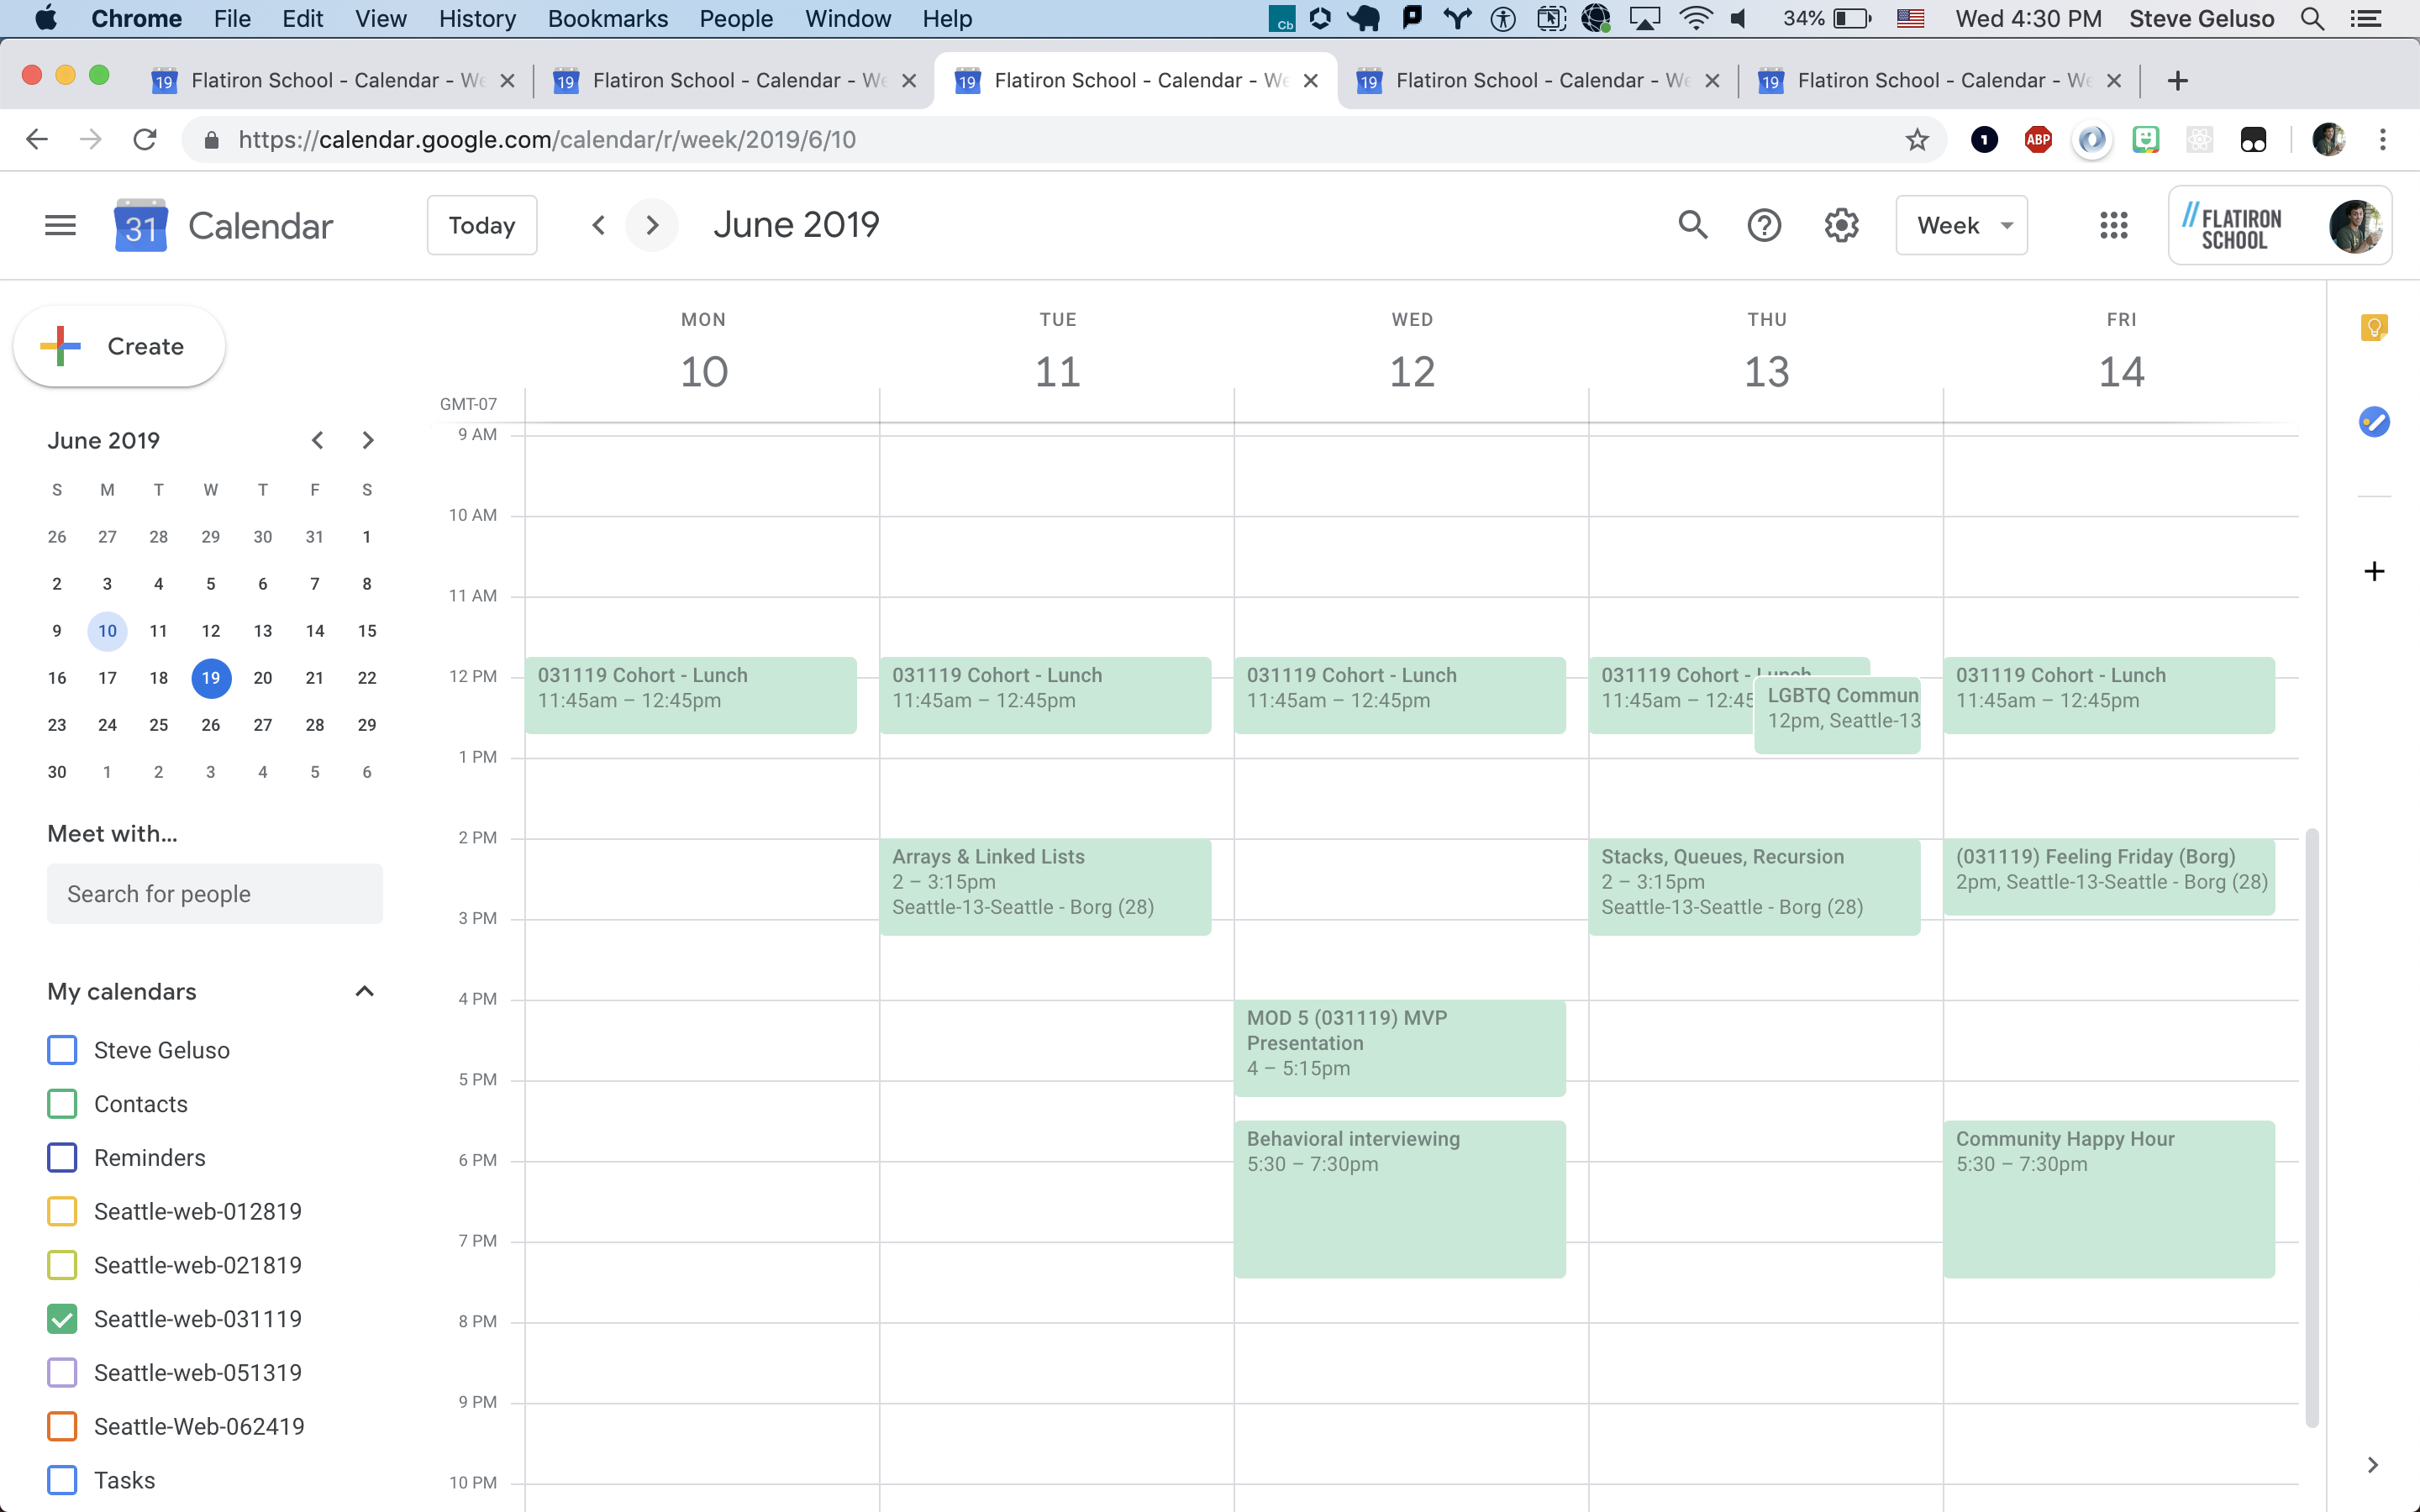 Chrome File Edit View History Bookmarks People Window Help
Cb 34% Wed 4:30 PM Steve Geluso
19 Flatiron School - Calendar - We
19 Flatiron School - Calendar - We
19 Flatiron School - Calendar - We
19 Flatiron School - Calendar - We
19 Flatiron School - Calendar - We
https://calendar.google.com/calendar/r/week/2019/6/10
1 ABP
31 Calendar Today June 2019 Week // FLATIRON
SCHOOL
Create
June 2019
S M T W T F S
26 27 28 29 30 31 1
2 3 4 5 6 7 8
9 10 11 12 13 14 15
16 17 18 19 20 21 22
23 24 25 26 27 28 29
30 1 2 3 4 5 6
Meet with...
Search for people
My calendars
Steve Geluso
Contacts
Reminders
Seattle-web-012819
Seattle-web-021819
Seattle-web-031119
Seattle-web-051319
Seattle-Web-062419
Tasks
MON TUE WED THU FRI
10 11 12 13 14
GMT-07
9 AM
10 AM
11 AM
12 PM
1 PM
2 PM
3 PM
4 PM
5 PM
6 PM
7 PM
8 PM
9 PM
10 PM
031119 Cohort - Lunch
11:45am – 12:45pm
031119 Cohort - Lunch
11:45am – 12:45pm
Arrays & Linked Lists
2 – 3:15pm
Seattle-13-Seattle - Borg (28)
031119 Cohort - Lunch
11:45am – 12:45pm
MOD 5 (031119) MVP
Presentation
4 – 5:15pm
Behavioral interviewing
5:30 – 7:30pm
031119 Cohort - Lunch
11:45am – 12:45
LGBTQ Commun
12pm, Seattle-13
Stacks, Queues, Recursion
2 – 3:15pm
Seattle-13-Seattle - Borg (28)
031119 Cohort - Lunch
11:45am – 12:45pm
(031119) Feeling Friday (Borg)
2pm, Seattle-13-Seattle - Borg (28)
Community Happy Hour
5:30 – 7:30pm